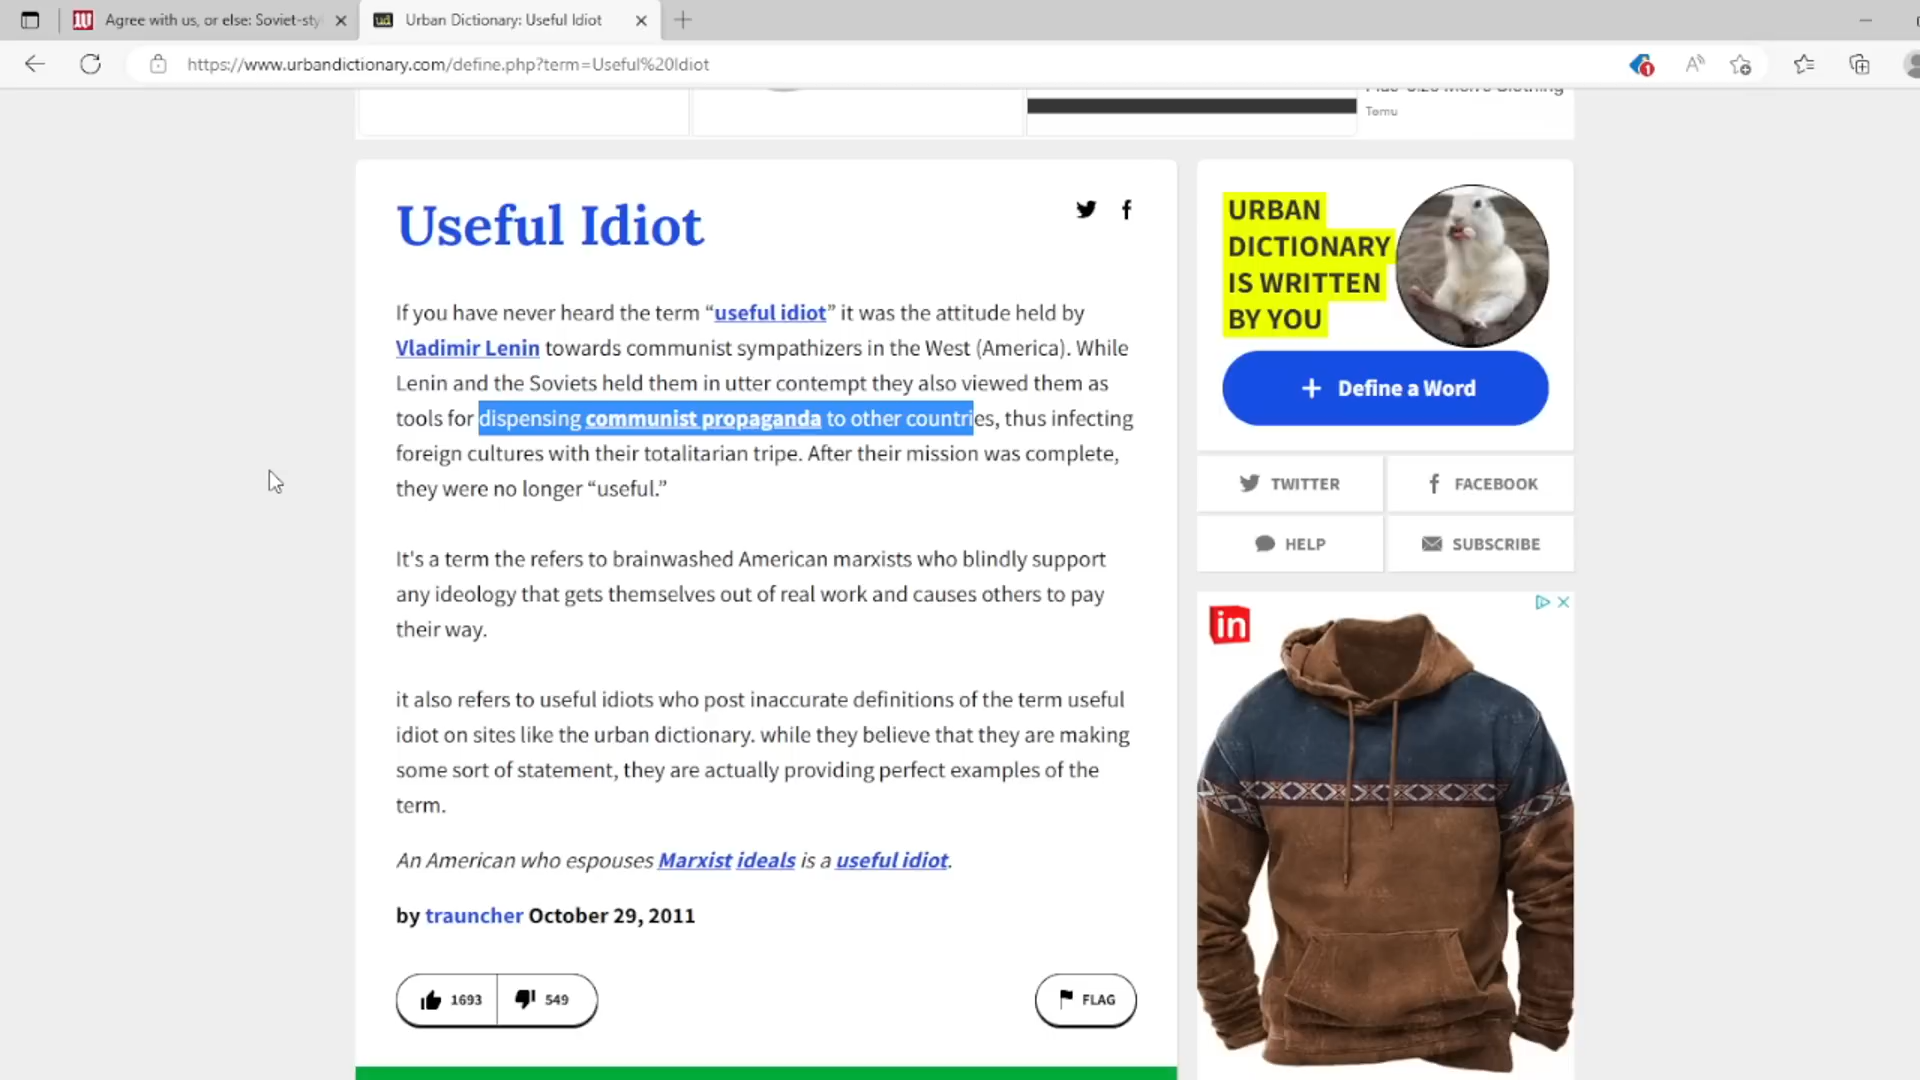 Agree with us, or else: Soviet-sty
Urban Dictionary: Useful Idiot
https://www.urbandictionary.com/define.php?term=Useful%20Idiot
1
Temu
Useful Idiot
If you have never heard the term “useful idiot” it was the attitude held by
Vladimir Lenin towards communist sympathizers in the West (America). While
Lenin and the Soviets held them in utter contempt they also viewed them as
tools for dispensing communist propaganda to other countries, thus infecting
foreign cultures with their totalitarian tripe. After their mission was complete,
they were no longer “useful.”
It's a term the refers to brainwashed American marxists who blindly support
any ideology that gets themselves out of real work and causes others to pay
their way.
it also refers to useful idiots who post inaccurate definitions of the term useful
idiot on sites like the urban dictionary. while they believe that they are making
some sort of statement, they are actually providing perfect examples of the
term.
An American who espouses Marxist ideals is a useful idiot.
by trauncher October 29, 2011
1693
549
FLAG
URBAN
DICTIONARY
IS WRITTEN
BY YOU
+ Define a Word
TWITTER
FACEBOOK
HELP
SUBSCRIBE
in